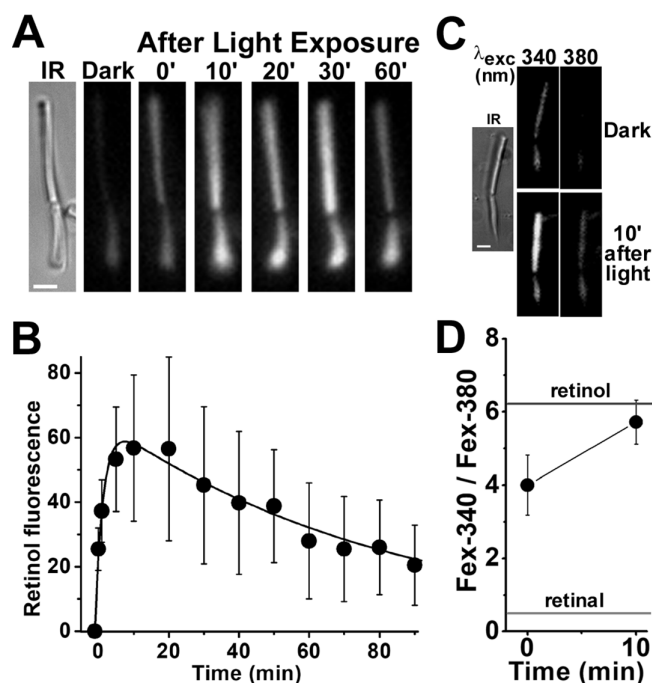 A
After Light Exposure
IR Dark 0' 10' 20' 30' 60'
C
λexc 340 380
(nm)
IR
Dark
10'
after
light
B
Retinol fluorescence
80
60
40
20
0
0 20 40 60 80
Time (min)
D
Fex-340 / Fex-380
8
6
4
2
0
retinol
retinal
0 10
Time (min)